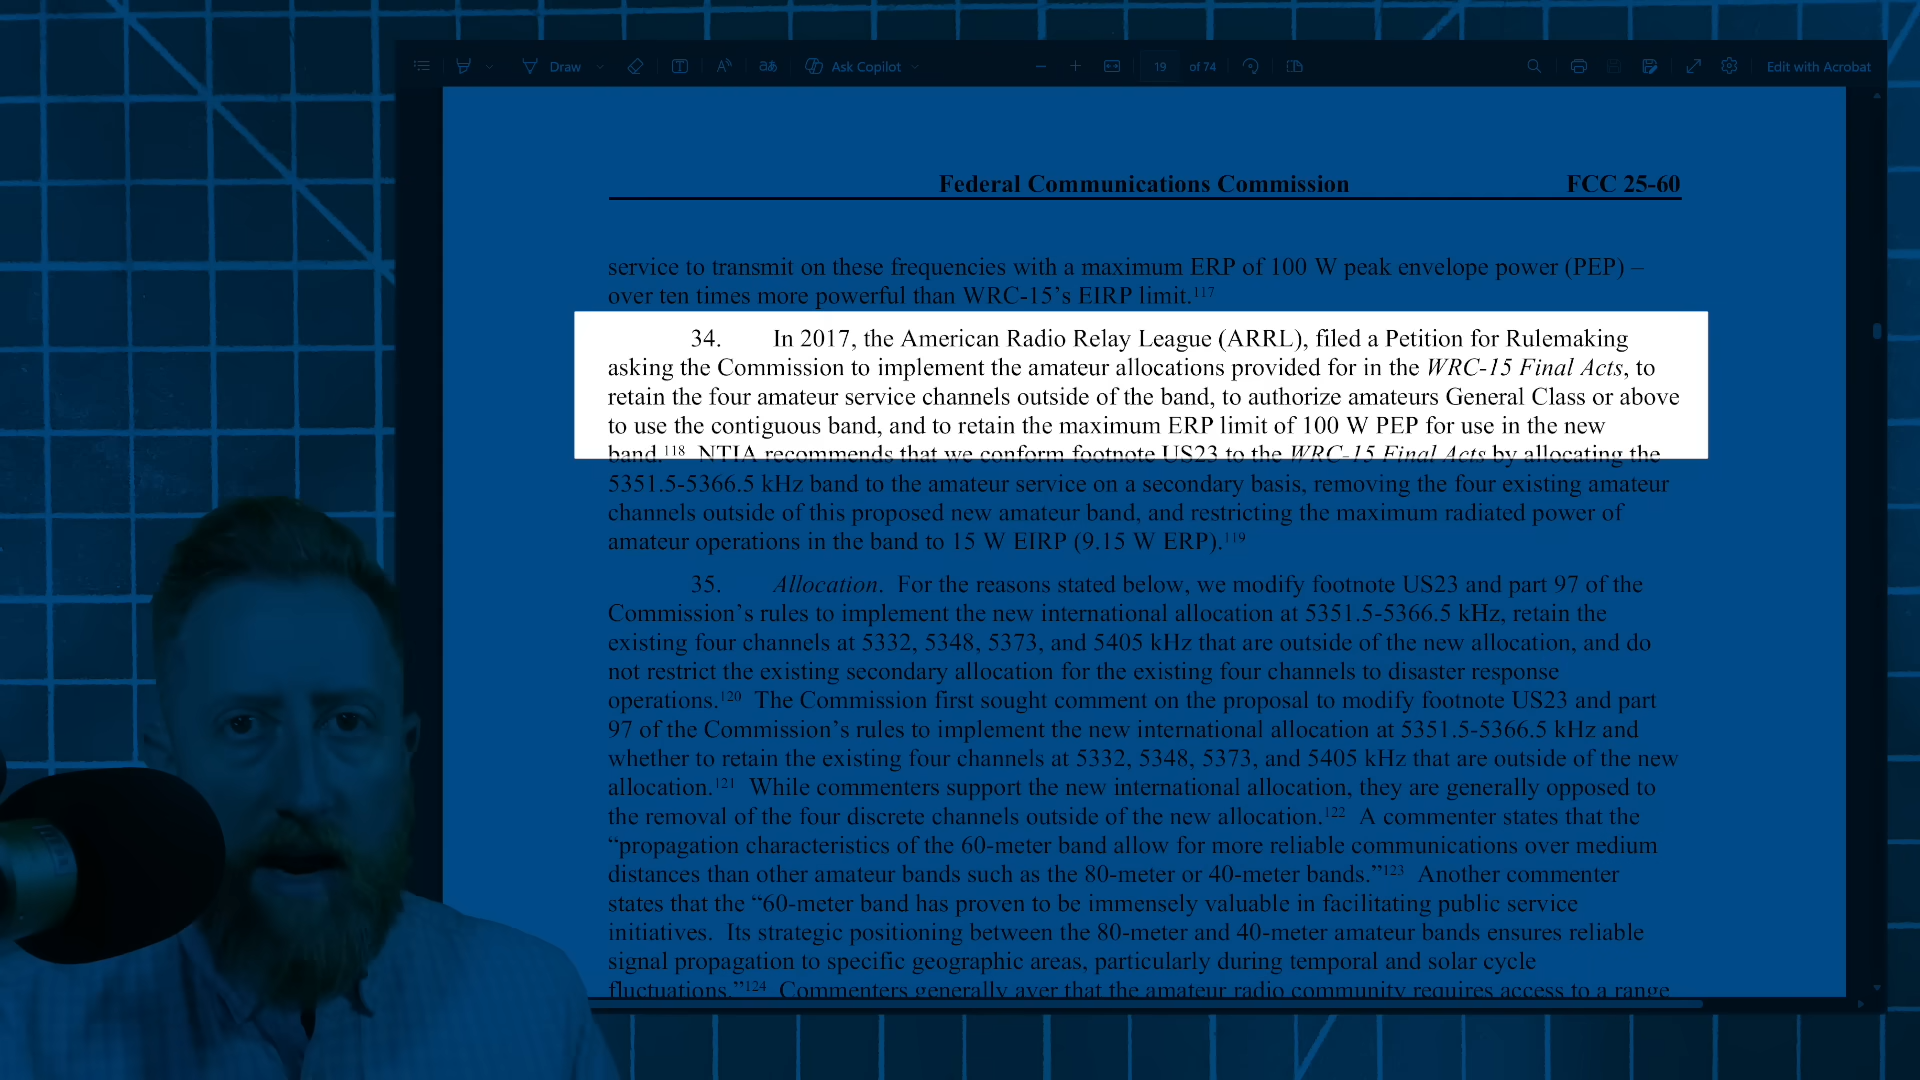 Draw
Ask Copilot
19 of 74
Edit with Acrobat
Federal Communications Commission FCC 25-60
service to transmit on these frequencies with a maximum ERP of 100 W peak envelope power (PEP) –
over ten times more powerful than WRC-15’s EIRP limit.¹¹⁷
34. In 2017, the American Radio Relay League (ARRL), filed a Petition for Rulemaking
asking the Commission to implement the amateur allocations provided for in the WRC-15 Final Acts, to
retain the four amateur service channels outside of the band, to authorize amateurs General Class or above
to use the contiguous band, and to retain the maximum ERP limit of 100 W PEP for use in the new
band.¹¹⁸ NTIA recommends that we conform footnote US23 to the WRC-15 Final Acts by allocating the
5351.5-5366.5 kHz band to the amateur service on a secondary basis, removing the four existing amateur
channels outside of this proposed new amateur band, and restricting the maximum radiated power of
amateur operations in the band to 15 W EIRP (9.15 W ERP).¹¹⁹
35. Allocation. For the reasons stated below, we modify footnote US23 and part 97 of the
Commission’s rules to implement the new international allocation at 5351.5-5366.5 kHz, retain the
existing four channels at 5332, 5348, 5373, and 5405 kHz that are outside of the new allocation, and do
not restrict the existing secondary allocation for the existing four channels to disaster response
operations.¹²⁰ The Commission first sought comment on the proposal to modify footnote US23 and part
97 of the Commission’s rules to implement the new international allocation at 5351.5-5366.5 kHz and
whether to retain the existing four channels at 5332, 5348, 5373, and 5405 kHz that are outside of the new
allocation.¹²¹ While commenters support the new international allocation, they are generally opposed to
the removal of the four discrete channels outside of the new allocation.¹²² A commenter states that the
“propagation characteristics of the 60-meter band allow for more reliable communications over medium
distances than other amateur bands such as the 80-meter or 40-meter bands.”¹²³ Another commenter
states that the “60-meter band has proven to be immensely valuable in facilitating public service
initiatives. Its strategic positioning between the 80-meter and 40-meter amateur bands ensures reliable
signal propagation to specific geographic areas, particularly during temporal and solar cycle
fluctuations.”¹²⁴ Commenters generally aver that the amateur radio community requires access to a range